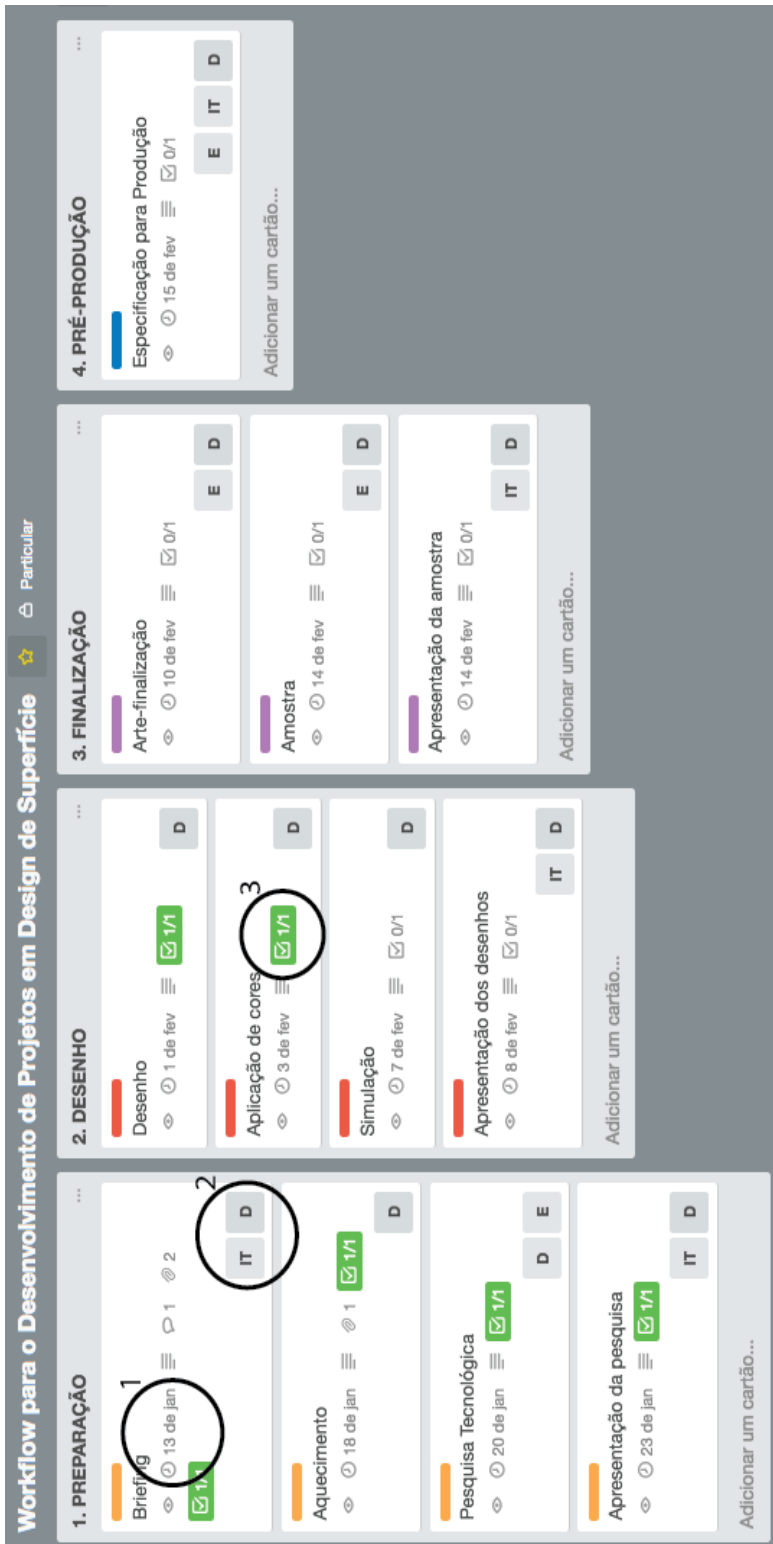 Workflow para o Desenvolvimento de Projetos em Design de Superfície
Particular
1. PREPARAÇÃO
...
Briefing
1
13 de jan
1
2
1/1
2
IT
D
Aquecimento
18 de jan
1
1/1
D
Pesquisa Tecnológica
20 de jan
1/1
D
E
Apresentação da pesquisa
23 de jan
1/1
IT
D
Adicionar um cartão...
2. DESENHO
...
Desenho
1 de fev
1/1
D
Aplicação de cores
3
3 de fev
1/1
D
Simulação
7 de fev
0/1
D
Apresentação dos desenhos
8 de fev
0/1
IT
D
Adicionar um cartão...
3. FINALIZAÇÃO
...
Arte-finalização
10 de fev
0/1
E
D
Amostra
14 de fev
0/1
E
D
Apresentação da amostra
14 de fev
0/1
IT
D
Adicionar um cartão...
4. PRÉ-PRODUÇÃO
...
Especificação para Produção
15 de fev
0/1
E
IT
D
Adicionar um cartão...